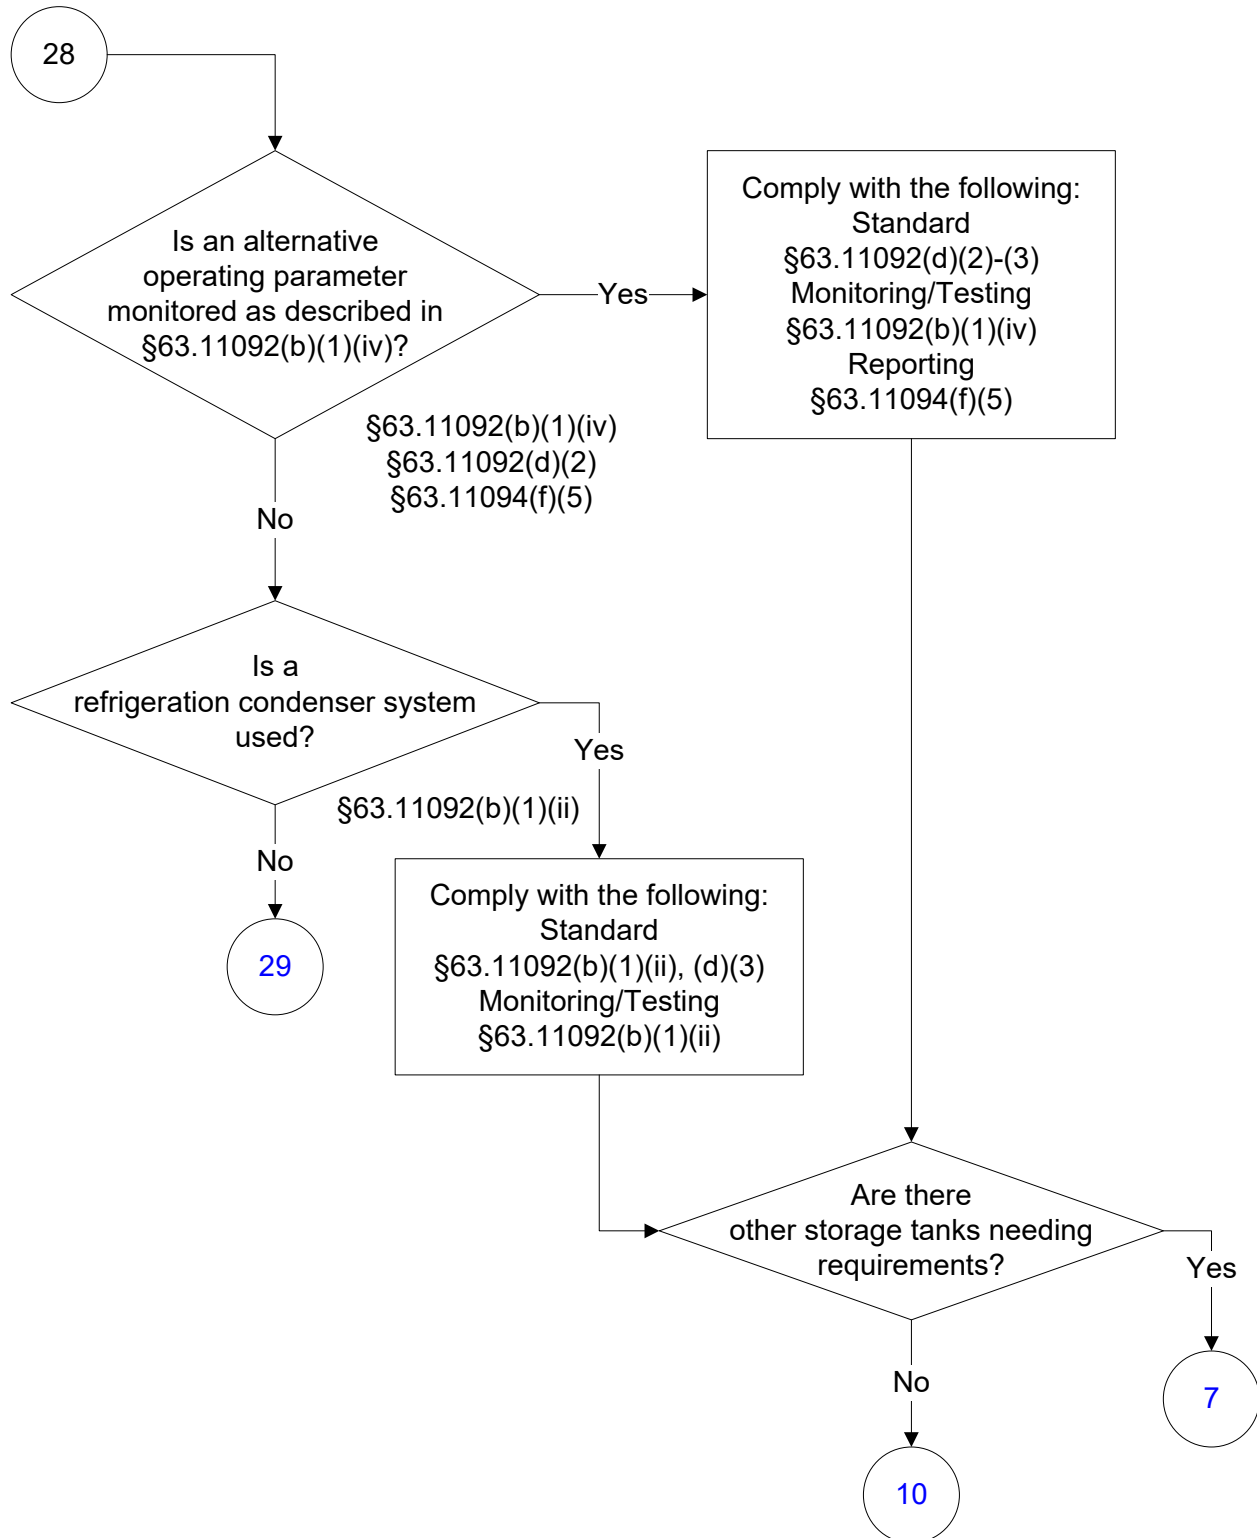 28
Is an alternative
operating parameter
monitored as described in
§63.11092(b)(1)(iv)?
Yes
Comply with the following:
Standard
§63.11092(d)(2)-(3)
Monitoring/Testing
§63.11092(b)(1)(iv)
Reporting
§63.11094(f)(5)
§63.11092(b)(1)(iv)
§63.11092(d)(2)
§63.11094(f)(5)
No
Is a
refrigeration condenser system
used?
Yes
§63.11092(b)(1)(ii)
No
29
Comply with the following:
Standard
§63.11092(b)(1)(ii), (d)(3)
Monitoring/Testing
§63.11092(b)(1)(ii)
Are there
other storage tanks needing
requirements?
Yes
No
7
10